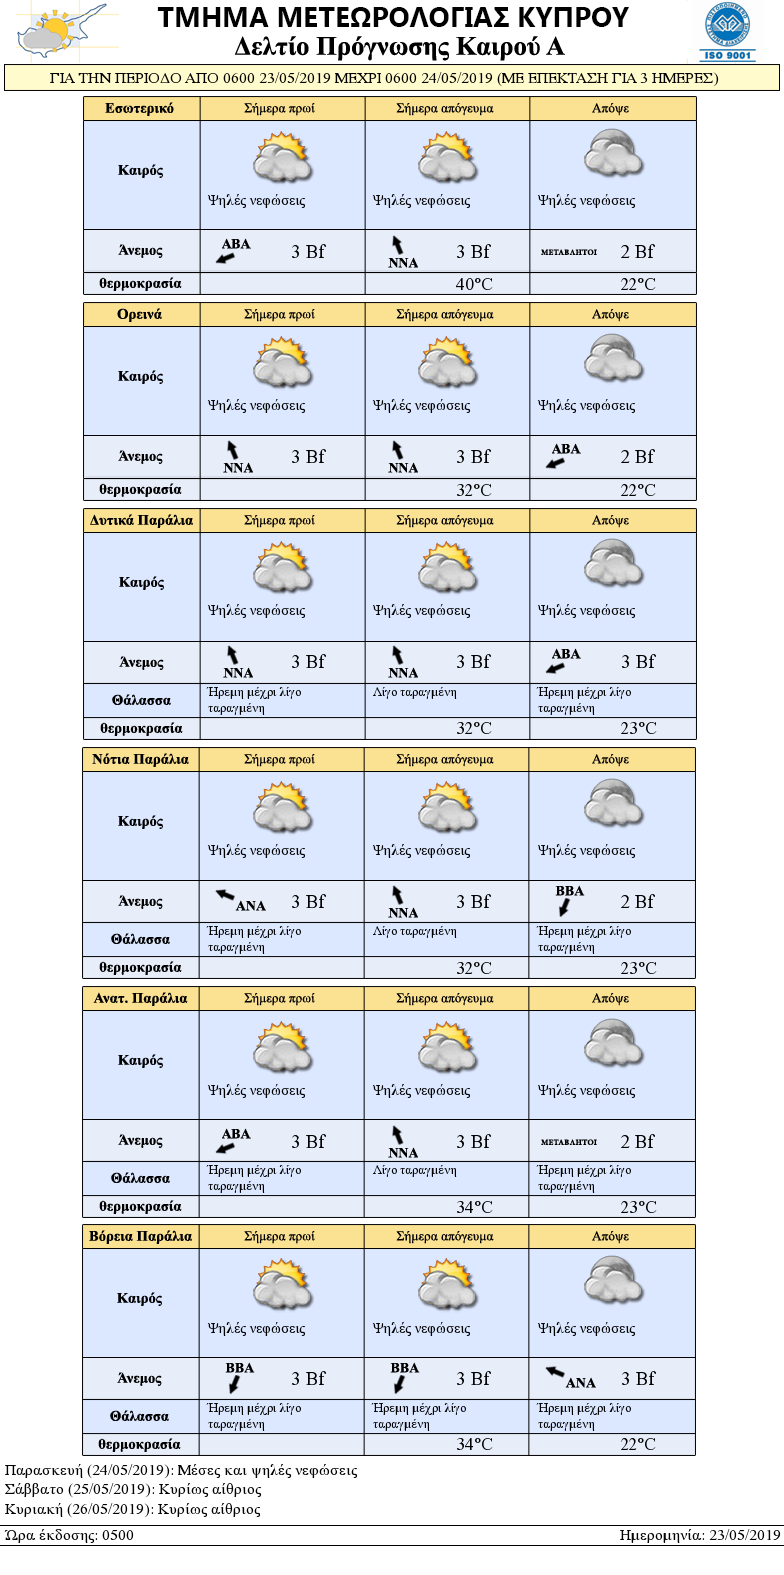 ΤΜΗΜΑ ΜΕΤΕΩΡΟΛΟΓΙΑΣ ΚΥΠΡΟΥ
Δελτίο Πρόγνωσης Καιρού Α
ISO 9001
ΓΙΑ ΤΗΝ ΠΕΡΙΟΔΟ ΑΠΟ 0600 23/05/2019 ΜΕΧΡΙ 0600 24/05/2019 (ΜΕ ΕΠΕΚΤΑΣΗ ΓΙΑ 3 ΗΜΕΡΕΣ)
Εσωτερικό Σήμερα πρωί Σήμερα απόγευμα Απόψε
Καιρός
Ψηλές νεφώσεις Ψηλές νεφώσεις Ψηλές νεφώσεις
Άνεμος ΑΒΑ 3 Bf ΝΝΑ 3 Bf ΜΕΤΑΒΛΗΤΟΙ 2 Bf
θερμοκρασία 40°C 22°C
Ορεινά Σήμερα πρωί Σήμερα απόγευμα Απόψε
Καιρός
Ψηλές νεφώσεις Ψηλές νεφώσεις Ψηλές νεφώσεις
Άνεμος ΝΝΑ 3 Bf ΝΝΑ 3 Bf ΑΒΑ 2 Bf
θερμοκρασία 32°C 22°C
Δυτικά Παράλια Σήμερα πρωί Σήμερα απόγευμα Απόψε
Καιρός
Ψηλές νεφώσεις Ψηλές νεφώσεις Ψηλές νεφώσεις
Άνεμος ΝΝΑ 3 Bf ΝΝΑ 3 Bf ΑΒΑ 3 Bf
Θάλασσα Ήρεμη μέχρι λίγο Λίγο ταραγμένη Ήρεμη μέχρι λίγο
ταραγμένη ταραγμένη
θερμοκρασία 32°C 23°C
Νότια Παράλια Σήμερα πρωί Σήμερα απόγευμα Απόψε
Καιρός
Ψηλές νεφώσεις Ψηλές νεφώσεις Ψηλές νεφώσεις
Άνεμος ΑΝΑ 3 Bf ΝΝΑ 3 Bf ΒΒΑ 2 Bf
Θάλασσα Ήρεμη μέχρι λίγο Λίγο ταραγμένη Ήρεμη μέχρι λίγο
ταραγμένη ταραγμένη
θερμοκρασία 32°C 23°C
Ανατ. Παράλια Σήμερα πρωί Σήμερα απόγευμα Απόψε
Καιρός
Ψηλές νεφώσεις Ψηλές νεφώσεις Ψηλές νεφώσεις
Άνεμος ΑΒΑ 3 Bf ΝΝΑ 3 Bf ΜΕΤΑΒΛΗΤΟΙ 2 Bf
Θάλασσα Ήρεμη μέχρι λίγο Λίγο ταραγμένη Ήρεμη μέχρι λίγο
ταραγμένη ταραγμένη
θερμοκρασία 34°C 23°C
Βόρεια Παράλια Σήμερα πρωί Σήμερα απόγευμα Απόψε
Καιρός
Ψηλές νεφώσεις Ψηλές νεφώσεις Ψηλές νεφώσεις
Άνεμος ΒΒΑ 3 Bf ΒΒΑ 3 Bf ΑΝΑ 3 Bf
Θάλασσα Ήρεμη μέχρι λίγο Ήρεμη μέχρι λίγο Ήρεμη μέχρι λίγο
ταραγμένη ταραγμένη ταραγμένη
θερμοκρασία 34°C 22°C
Παρασκευή (24/05/2019): Μέσες και ψηλές νεφώσεις
Σάββατο (25/05/2019): Κυρίως αίθριος
Κυριακή (26/05/2019): Κυρίως αίθριος
Ώρα έκδοσης: 0500 Ημερομηνία: 23/05/2019